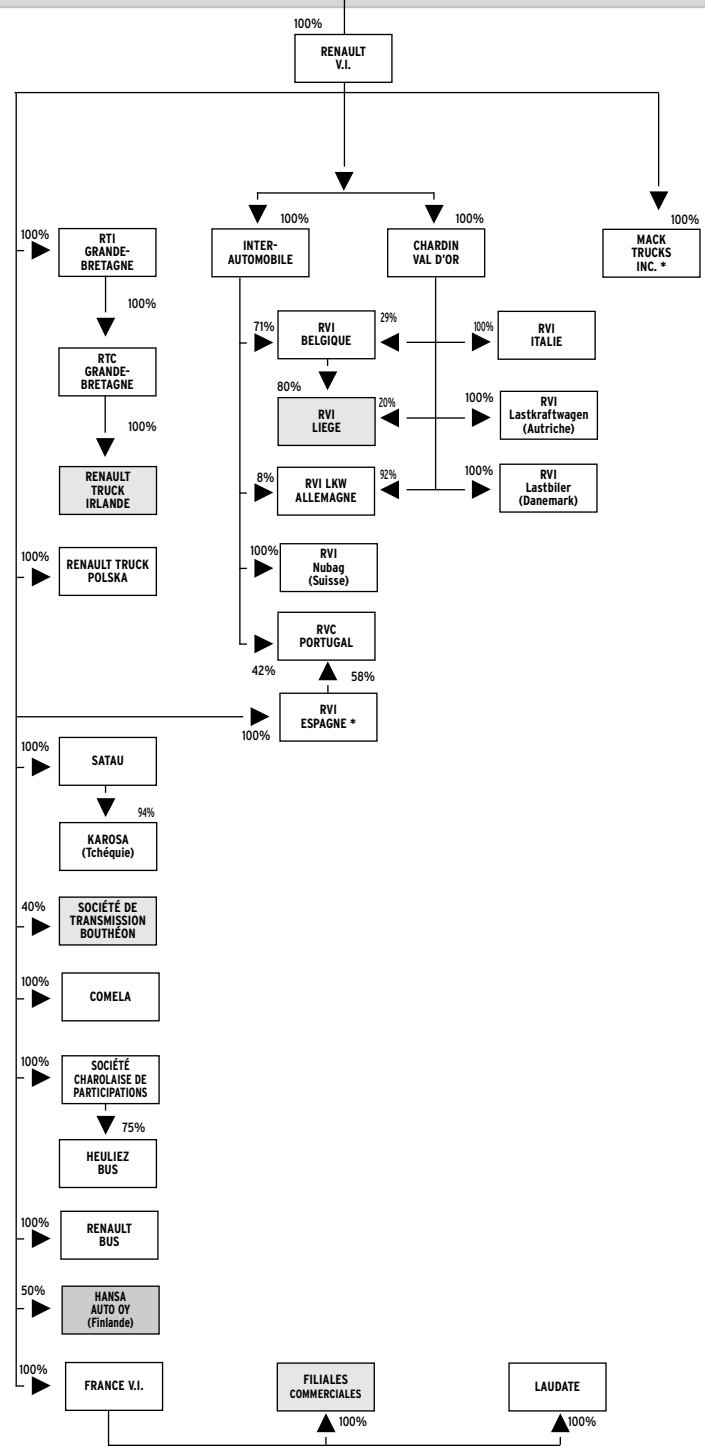 100%
RENAULT
V.I.
100%
RTI
GRANDE-
BRETAGNE
100%
INTER-
AUTOMOBILE
100%
CHARDIN
VAL D'OR
100%
MACK
TRUCKS
INC. *
100%
RTC
GRANDE-
BRETAGNE
100%
RENAULT
TRUCK
IRLANDE
71%
RVI
BELGIQUE
29%
100%
RVI
ITALIE
80%
RVI
LIEGE
20%
100%
RVI
Lastkraftwagen
(Autriche)
8%
RVI LKW
ALLEMAGNE
92%
100%
RVI
Lastbiler
(Danemark)
100%
RENAULT TRUCK
POLSKA
100%
RVI
Nubag
(Suisse)
RVC
PORTUGAL
42%
58%
RVI
ESPAGNE *
100%
100%
SATAU
94%
KAROSA
(Tchéquie)
40%
SOCIÉTÉ DE
TRANSMISSION
BOUTHÉON
100%
COMELA
100%
SOCIÉTÉ
CHAROLAISE DE
PARTICIPATIONS
75%
HEULIEZ
BUS
100%
RENAULT
BUS
50%
HANSA
AUTO OY
(Finlande)
100%
FRANCE V.I.
FILIALES
COMMERCIALES
100%
LAUDATE
100%